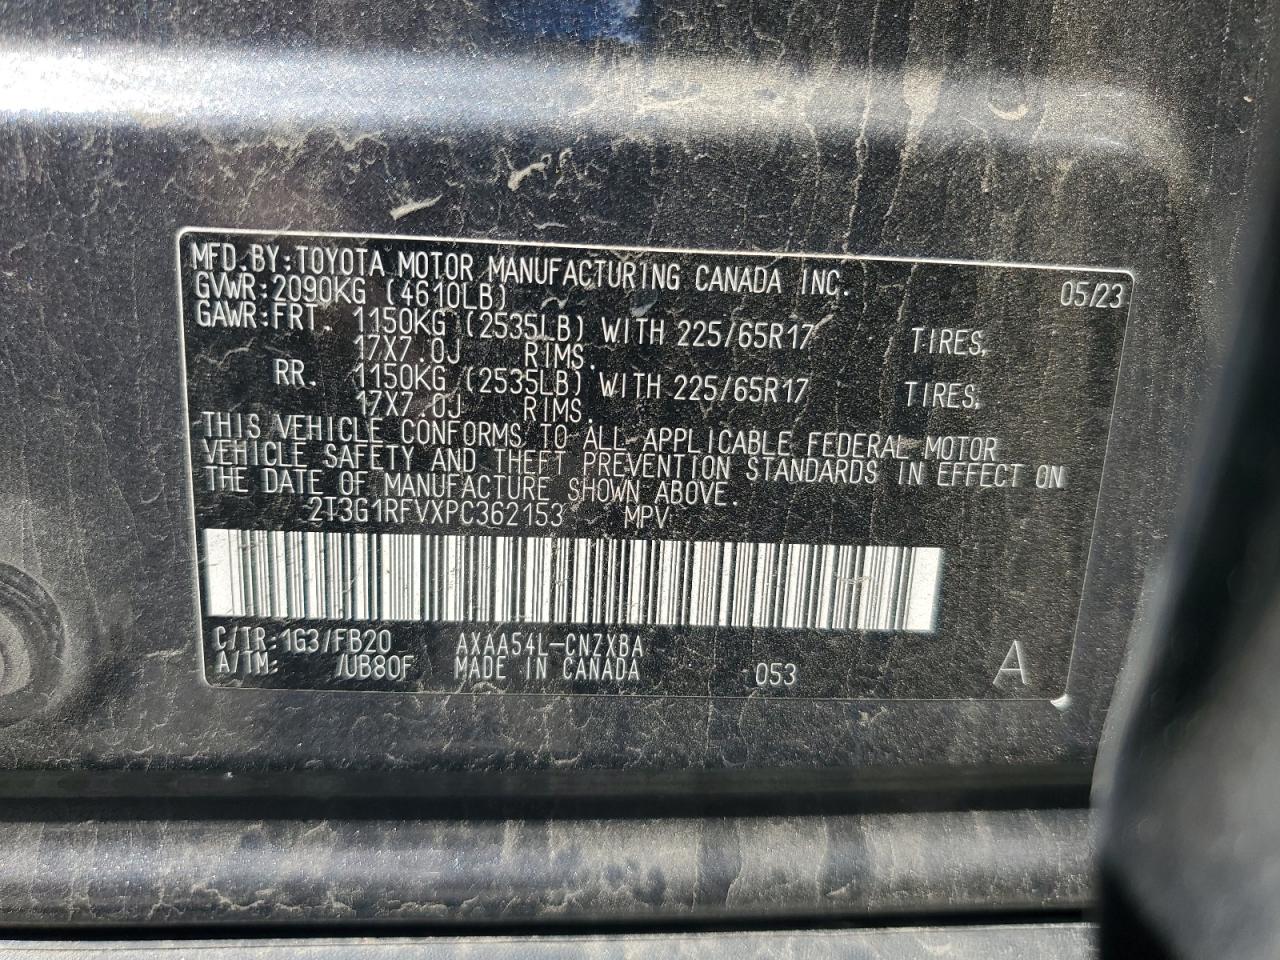 MFD.BY:TOYOTA MOTOR MANUFACTURING CANADA INC.
GVWR:2090KG (4610LB) 05/23
GAWR:FRT. 1150KG (2535LB) WITH 225/65R17 TIRES,
17X7.0J RIMS.
RR. 1150KG (2535LB) WITH 225/65R17 TIRES,
17X7.0J RIMS.
THIS VEHICLE CONFORMS TO ALL APPLICABLE FEDERAL MOTOR
VEHICLE SAFETY AND THEFT PREVENTION STANDARDS IN EFFECT ON
THE DATE OF MANUFACTURE SHOWN ABOVE.
2T3G1RFVXPC362153 MPV
C/TR:1G3/FB20 AXAA54L-CNZXBA
A/TM: /UB80F MADE IN CANADA 053 A